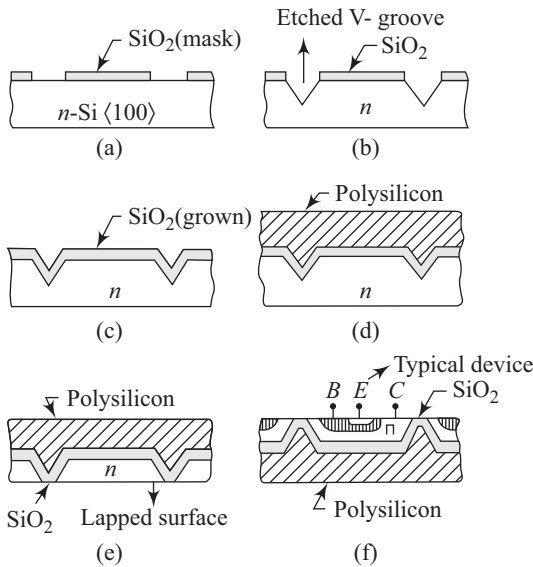 SiO₂(mask)
n-Si ⟨100⟩
(a)
Etched V- groove
SiO₂
n
(b)
SiO₂(grown)
n
(c)
Polysilicon
n
(d)
Polysilicon
n
SiO₂
Lapped surface
(e)
Typical device
B E C
SiO₂
n
Polysilicon
(f)